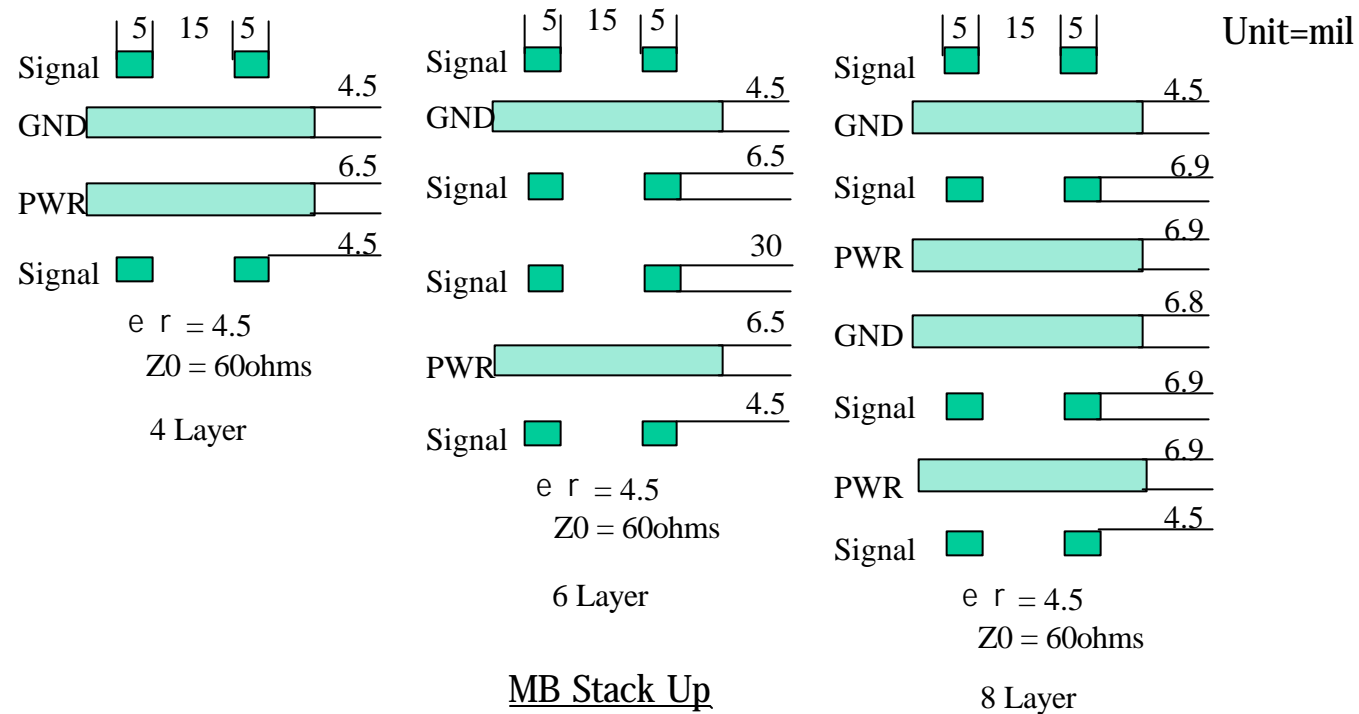 5 15 5
Signal
4.5
GND
6.5
PWR
4.5
Signal
e r = 4.5
Z0 = 60ohms
4 Layer
5 15 5
Signal
4.5
GND
6.5
Signal
30
Signal
6.5
PWR
4.5
Signal
e r = 4.5
Z0 = 60ohms
6 Layer
5 15 5
Unit=mil
Signal
4.5
GND
6.9
Signal
6.9
PWR
6.8
GND
6.9
Signal
6.9
PWR
4.5
Signal
e r = 4.5
Z0 = 60ohms
8 Layer
MB Stack Up